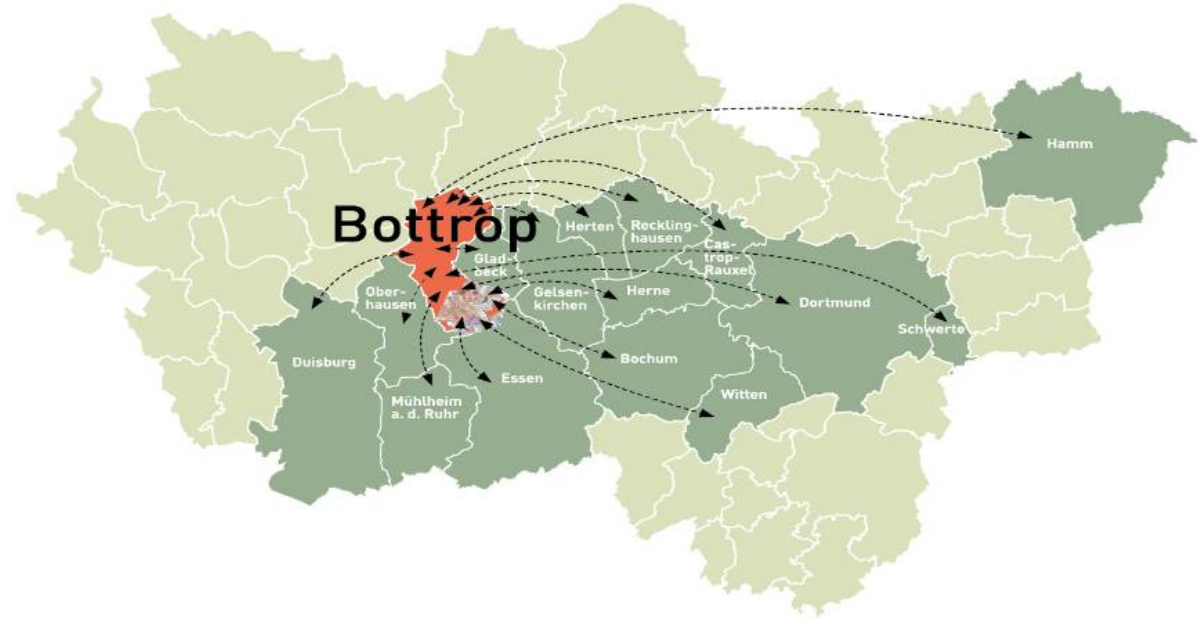 Hamm
Bottrop
Herten
Reckling-
hausen
Cas-
trop-
Rauxel
Glad-
beck
Ober-
hausen
Gelsen-
kirchen
Herne
Dortmund
Schwerte
Duisburg
Bochum
Essen
Witten
Mühlheim
a. d. Ruhr